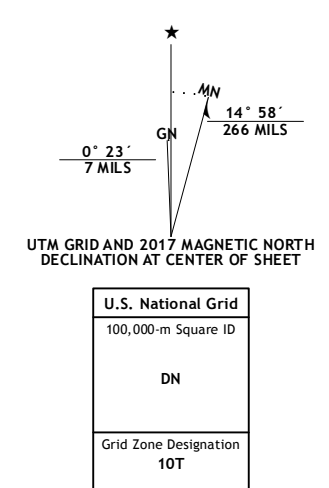 ★
MN
14° 58´
266 MILS
GN
0° 23´
7 MILS
UTM GRID AND 2017 MAGNETIC NORTH
DECLINATION AT CENTER OF SHEET
U.S. National Grid
100,000-m Square ID
DN
Grid Zone Designation
10T